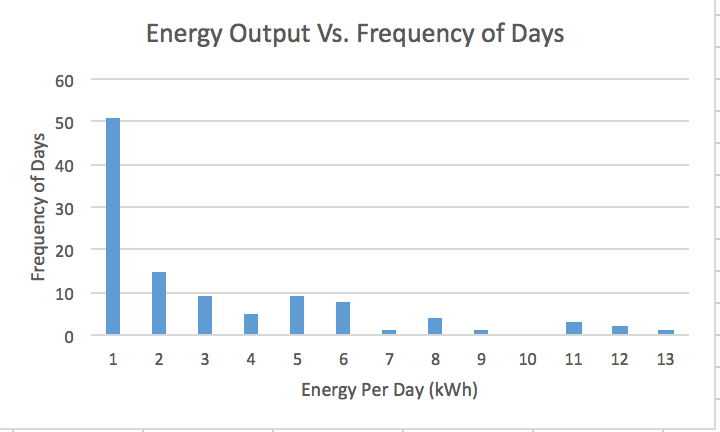 Energy Output Vs. Frequency of Days
60
50
40
30
20
10
0
Frequency of Days
1 2 3 4 5 6 7 8 9 10 11 12 13
Energy Per Day (kWh)